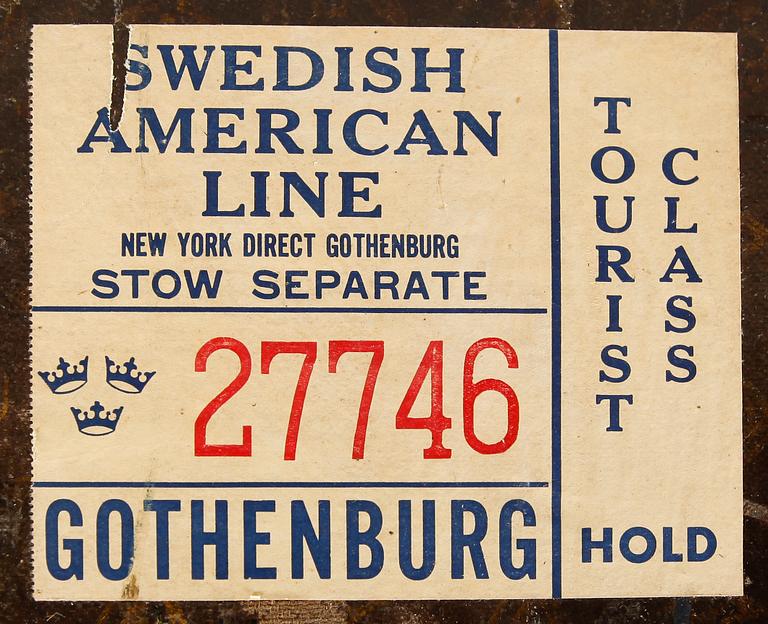 SWEDISH
AMERICAN
LINE
NEW YORK DIRECT GOTHENBURG
STOW SEPARATE
27746
GOTHENBURG
TOURIST
CLASS
HOLD